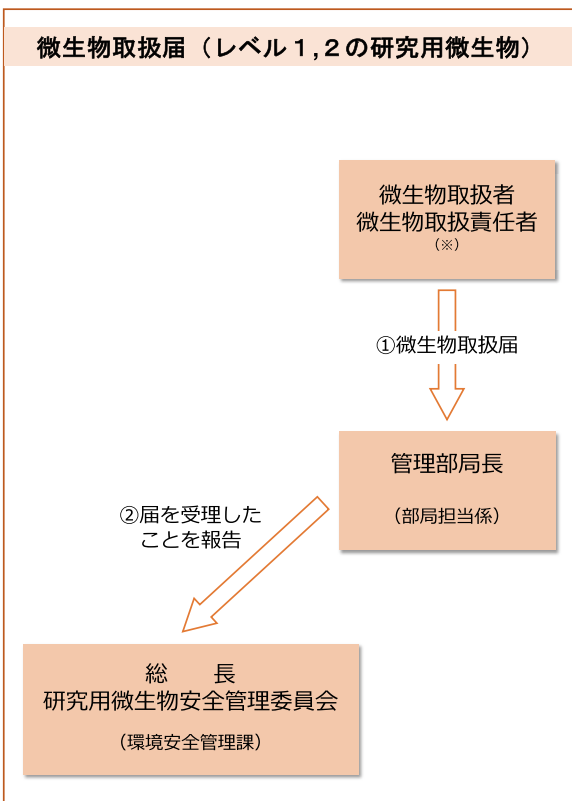 微生物取扱届（レベル１,２の研究用微生物）
微生物取扱者
微生物取扱責任者
（※）
①微生物取扱届
管理部局長
（部局担当係）
②届を受理した
ことを報告
総　　長
研究用微生物安全管理委員会
（環境安全管理課）